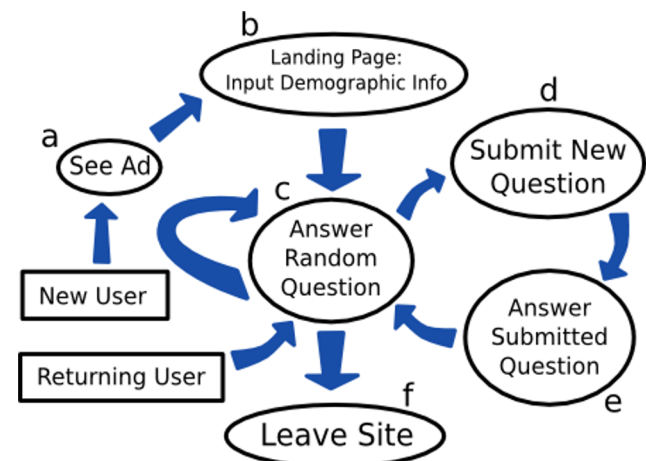 b
Landing Page:
Input Demographic Info
a
See Ad
d
Submit New
Question
c
Answer
Random
Question
New User
Answer
Submitted
Question
e
Returning User
f
Leave Site